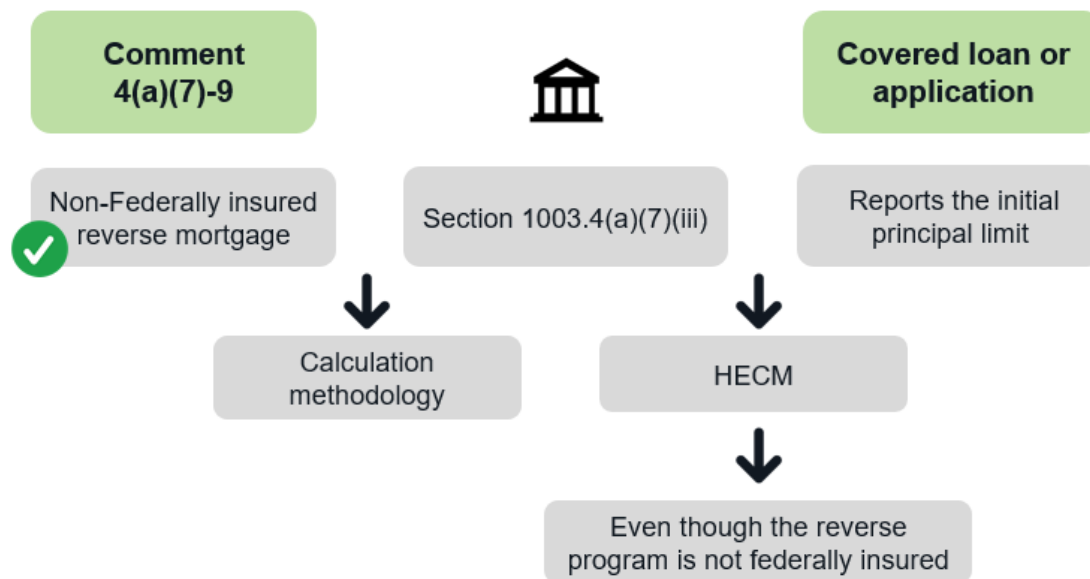 Comment
4(a)(7)-9
Covered loan or
application
Non-Federally insured
reverse mortgage
Section 1003.4(a)(7)(iii)
Reports the initial
principal limit
Calculation
methodology
HECM
Even though the reverse
program is not federally insured